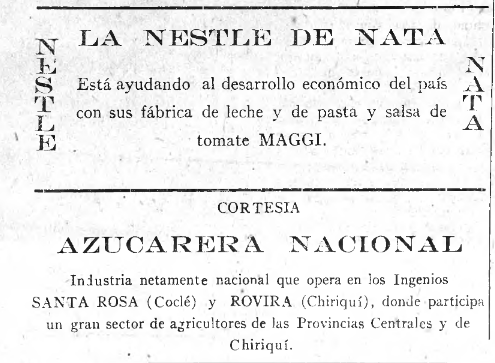 LA NESTLE DE NATA
NESTLE
Está ayudando al desarrollo económico del país
con sus fábrica de leche y de pasta y salsa de
tomate MAGGI.
NATA
CORTESIA
AZUCARERA NACIONAL
Industria netamente nacional que opera en los Ingenios
SANTA ROSA (Coclé) y ROVIRA (Chiriquí), donde participa
un gran sector de agricultores de las Provincias Centrales y de
Chiriquí.